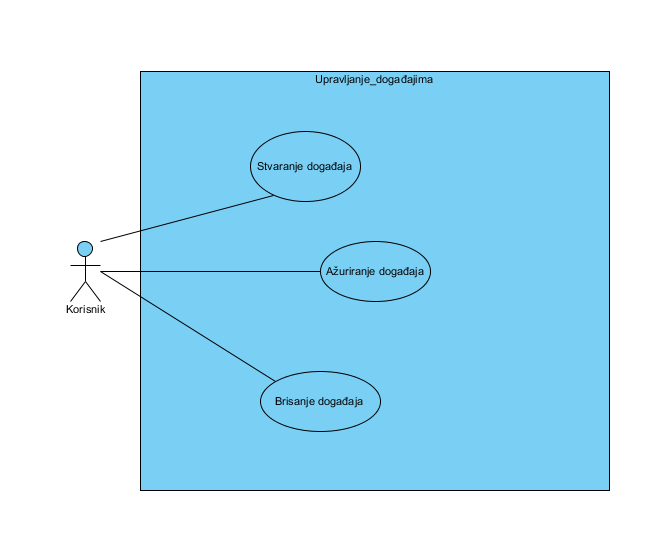 Upravljanje_događajima
Stvaranje događaja
Ažuriranje događaja
Korisnik
Brisanje događaja